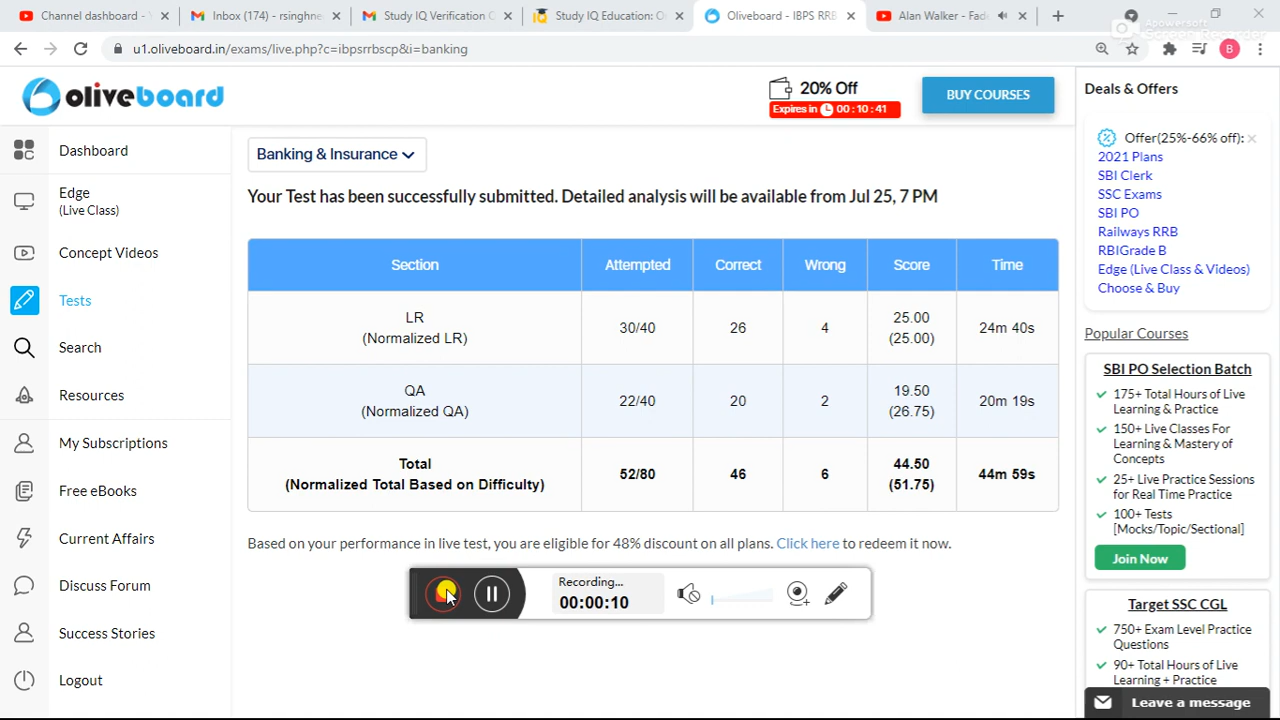 Channel dashboard - Y
Inbox (174) - rsinghne
Study IQ Verification C
Study IQ Education: O
Oliveboard - IBPS RRB
Alan Walker - Fad
Apowersoft
Screen Recorder
u1.oliveboard.in/exams/live.php?c=ibpsrrbscp&i=banking
B
oliveboard
20% Off
Expires in 00 : 10 : 41
BUY COURSES
Dashboard
Edge
(Live Class)
Concept Videos
Tests
Search
Resources
My Subscriptions
Free eBooks
Current Affairs
Discuss Forum
Success Stories
Logout
Banking & Insurance
Your Test has been successfully submitted. Detailed analysis will be available from Jul 25, 7 PM
Section Attempted Correct Wrong Score Time
LR
(Normalized LR)
30/40 26 4
25.00
(25.00)
24m 40s
QA
(Normalized QA)
22/40 20 2
19.50
(26.75)
20m 19s
Total
(Normalized Total Based on Difficulty)
52/80 46 6
44.50
(51.75)
44m 59s
Based on your performance in live test, you are eligible for 48% discount on all plans. Click here to redeem it now.
Recording...
00:00:10
Deals & Offers
Offer(25%-66% off):
2021 Plans
SBI Clerk
SSC Exams
SBI PO
Railways RRB
RBIGrade B
Edge (Live Class & Videos)
Choose & Buy
Popular Courses
SBI PO Selection Batch
175+ Total Hours of Live
Learning & Practice
150+ Live Classes For
Learning & Mastery of
Concepts
25+ Live Practice Sessions
for Real Time Practice
100+ Tests
[Mocks/Topic/Sectional]
Join Now
Target SSC CGL
750+ Exam Level Practice
Questions
90+ Total Hours of Live
Learning + Practice
Leave a message